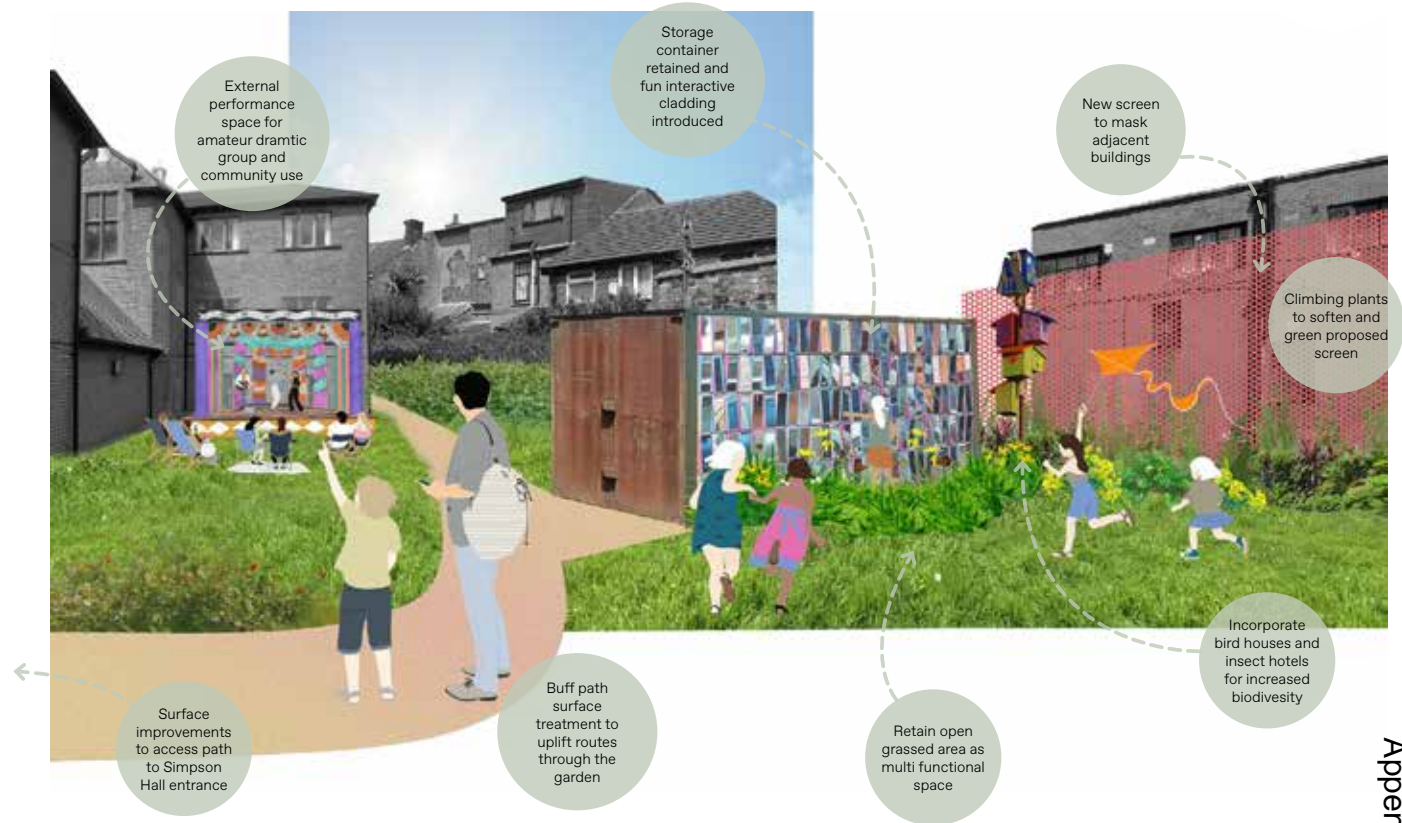 External
performance
space for
amateur dramtic
group and
community use
Storage
container
retained and
fun interactive
cladding
introduced
New screen
to mask
adjacent
buildings
Climbing plants
to soften and
green proposed
screen
Incorporate
bird houses and
insect hotels
for increased
biodivesity
Retain open
grassed area as
multi functional
space
Buff path
surface
treatment to
uplift routes
through the
garden
Surface
improvements
to access path
to Simpson
Hall entrance
Apper